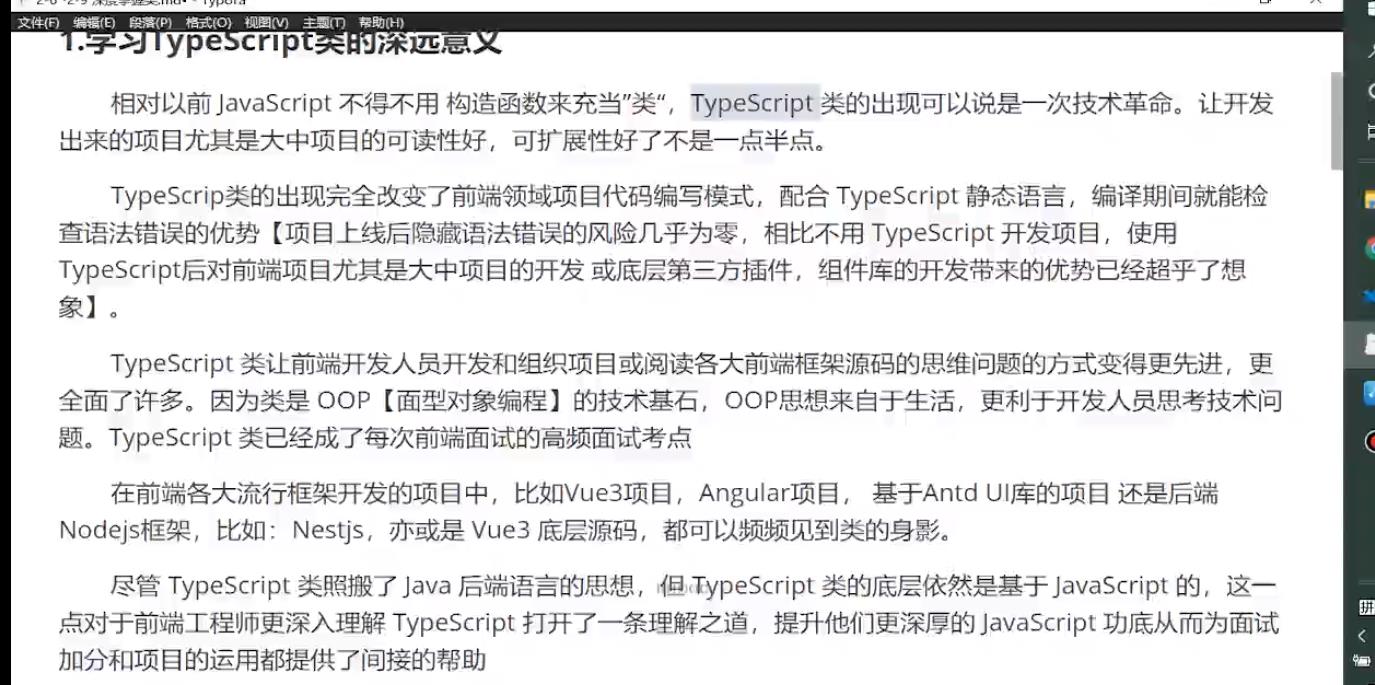 2-6 -2-9 深度掌握类.md• - Typora
文件(F) 编辑(E) 段落(P) 格式(O) 视图(V) 主题(T) 帮助(H)
1.学习TypeScript类的深远意义
相对以前 JavaScript 不得不用 构造函数来充当”类“，TypeScript 类的出现可以说是一次技术革命。让开发
出来的项目尤其是大中项目的可读性好，可扩展性好了不是一点半点。
TypeScrip类的出现完全改变了前端领域项目代码编写模式，配合 TypeScript 静态语言，编译期间就能检
查语法错误的优势【项目上线后隐藏语法错误的风险几乎为零，相比不用 TypeScript 开发项目，使用
TypeScript后对前端项目尤其是大中项目的开发 或底层第三方插件，组件库的开发带来的优势已经超乎了想
象】。
TypeScript 类让前端开发人员开发和组织项目或阅读各大前端框架源码的思维问题的方式变得更先进，更
全面了许多。因为类是 OOP【面型对象编程】的技术基石，OOP思想来自于生活，更利于开发人员思考技术问
题。TypeScript 类已经成了每次前端面试的高频面试考点
在前端各大流行框架开发的项目中，比如Vue3项目，Angular项目， 基于Antd UI库的项目 还是后端
Nodejs框架，比如：Nestjs，亦或是 Vue3 底层源码，都可以频频见到类的身影。
尽管 TypeScript 类照搬了 Java 后端语言的思想，但 TypeScript 类的底层依然是基于 JavaScript 的，这一
点对于前端工程师更深入理解 TypeScript 打开了一条理解之道，提升他们更深厚的 JavaScript 功底从而为面试
加分和项目的运用都提供了间接的帮助
拼